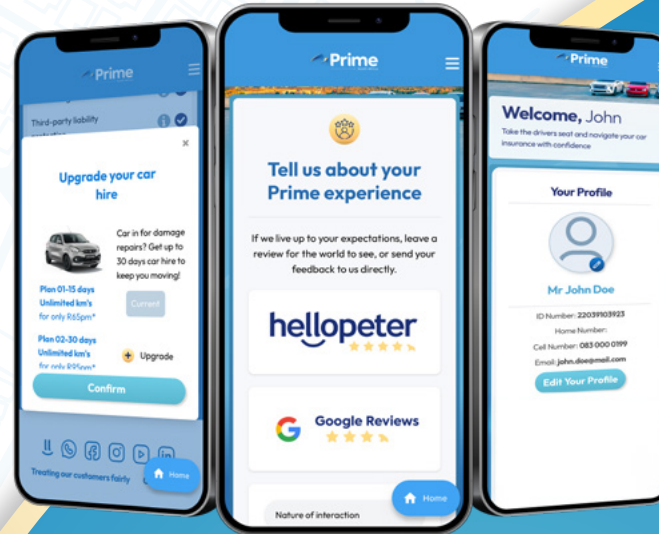 Prime
Third-party liability
Upgrade your car
hire
Car in for damage
repairs? Get up to
30 days car hire to
keep you moving!
Plan 01-15 days
Unlimited km's
for only R65pm*
Current
Plan 02-30 days
Unlimited km's
for only R95pm*
Upgrade
Confirm
Treating our customers fairly
Home
Prime
Tell us about your
Prime experience
If we live up to your expectations, leave a
review for the world to see, or send your
feedback to us directly.
hellopeter
Google Reviews
Nature of interaction
Home
Prime
Welcome, John
Take the drivers seat and navigate your car
insurance with confidence
Your Profile
Mr John Doe
ID Number: 22039103923
Home Number:
Cell Number: 083 000 0199
Email: john.doe@mail.com
Edit Your Profile